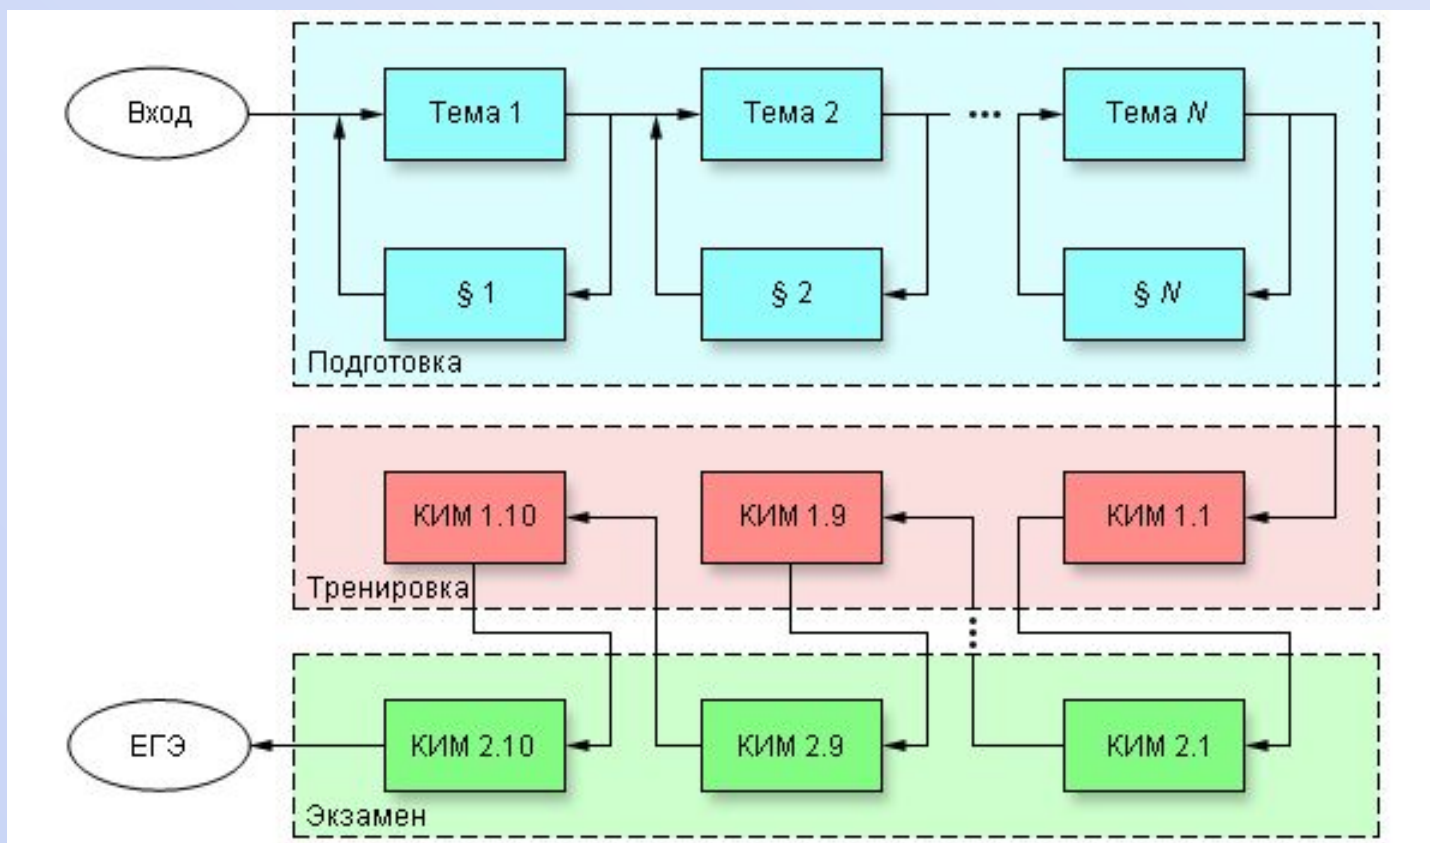 Вход
Тема 1
Тема 2
...
Тема N
§ 1
§ 2
§ N
Подготовка
КИМ 1.10
КИМ 1.9
КИМ 1.1
Тренировка
ЕГЭ
КИМ 2.10
КИМ 2.9
КИМ 2.1
Экзамен